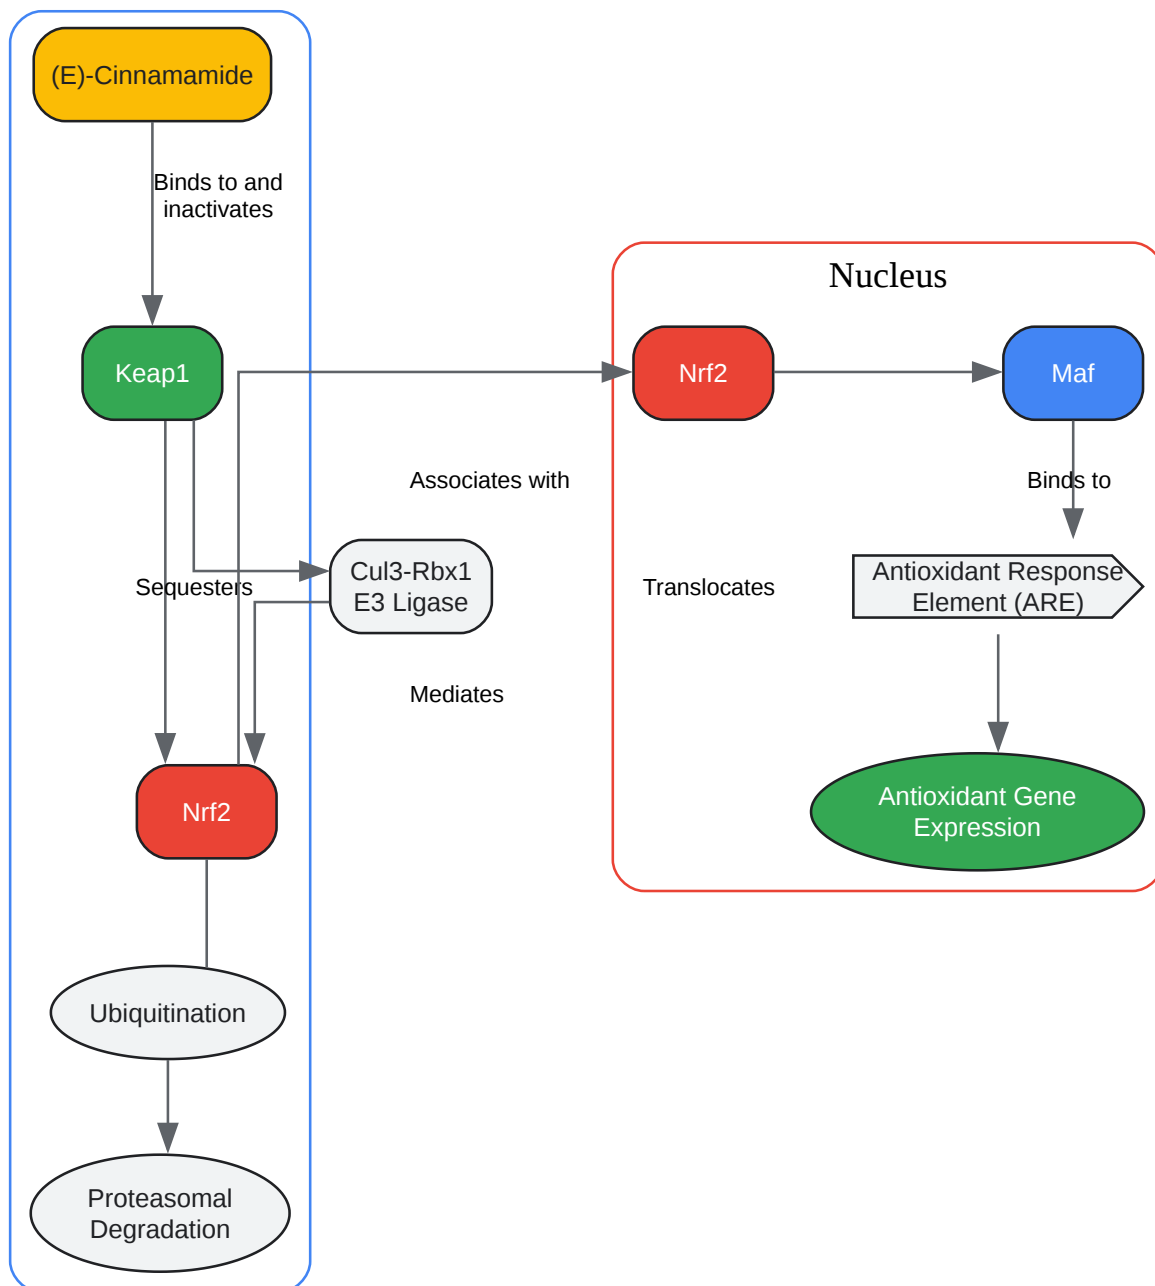 (E)-Cinnamamide
Binds to and
inactivates
Nucleus
Keap1
Nrf2
Maf
Associates with
Binds to
Cul3-Rbx1
E3 Ligase
Sequesters
Translocates
Antioxidant Response
Element (ARE)
Mediates
Nrf2
Antioxidant Gene
Expression
Ubiquitination
Proteasomal
Degradation